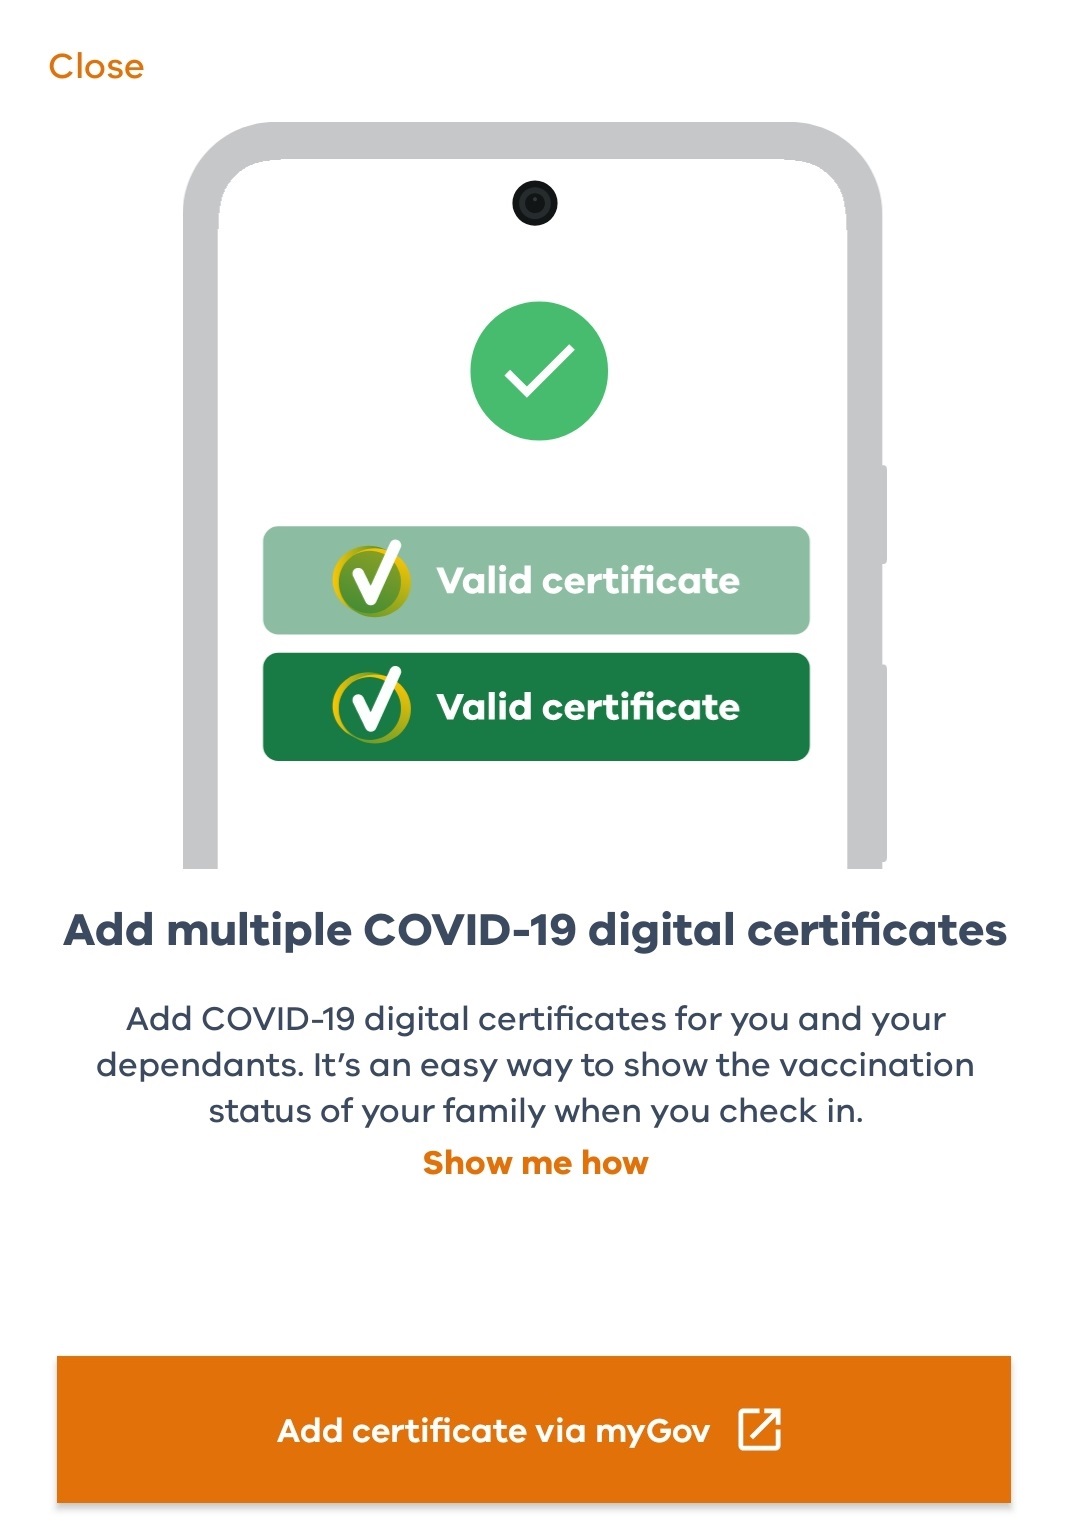 Close
Valid certificate
Valid certificate
Add multiple COVID-19 digital certificates
Add COVID-19 digital certificates for you and your
dependants. It’s an easy way to show the vaccination
status of your family when you check in.
Show me how
Add certificate via myGov